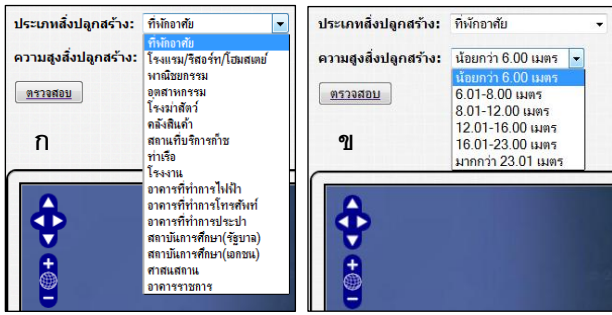 ประเภทสิ่งปลูกสร้าง: ที่พักอาศัย
ที่พักอาศัย
ความสูงสิ่งปลูกสร้าง: โรงแรม/รีสอร์ท/โฮมสเตย์
พาณิชยกรรม
ตรวจสอบ
อุตสาหกรรม
โรงฆ่าสัตว์
คลังสินค้า
สถานที่บริการก๊าซ
ก
ท่าเรือ
โรงงาน
อาคารที่ทำการไฟฟ้า
อาคารที่ทำการโทรศัพท์
อาคารที่ทำการประปา
สถาบันการศึกษา(รัฐบาล)
สถาบันการศึกษา(เอกชน)
ศาสนสถาน
อาคารราชการ
ประเภทสิ่งปลูกสร้าง: ที่พักอาศัย
ความสูงสิ่งปลูกสร้าง: น้อยกว่า 6.00 เมตร
น้อยกว่า 6.00 เมตร
ตรวจสอบ
6.01-8.00 เมตร
8.01-12.00 เมตร
12.01-16.00 เมตร
16.01-23.00 เมตร
มากกว่า 23.01 เมตร
ข